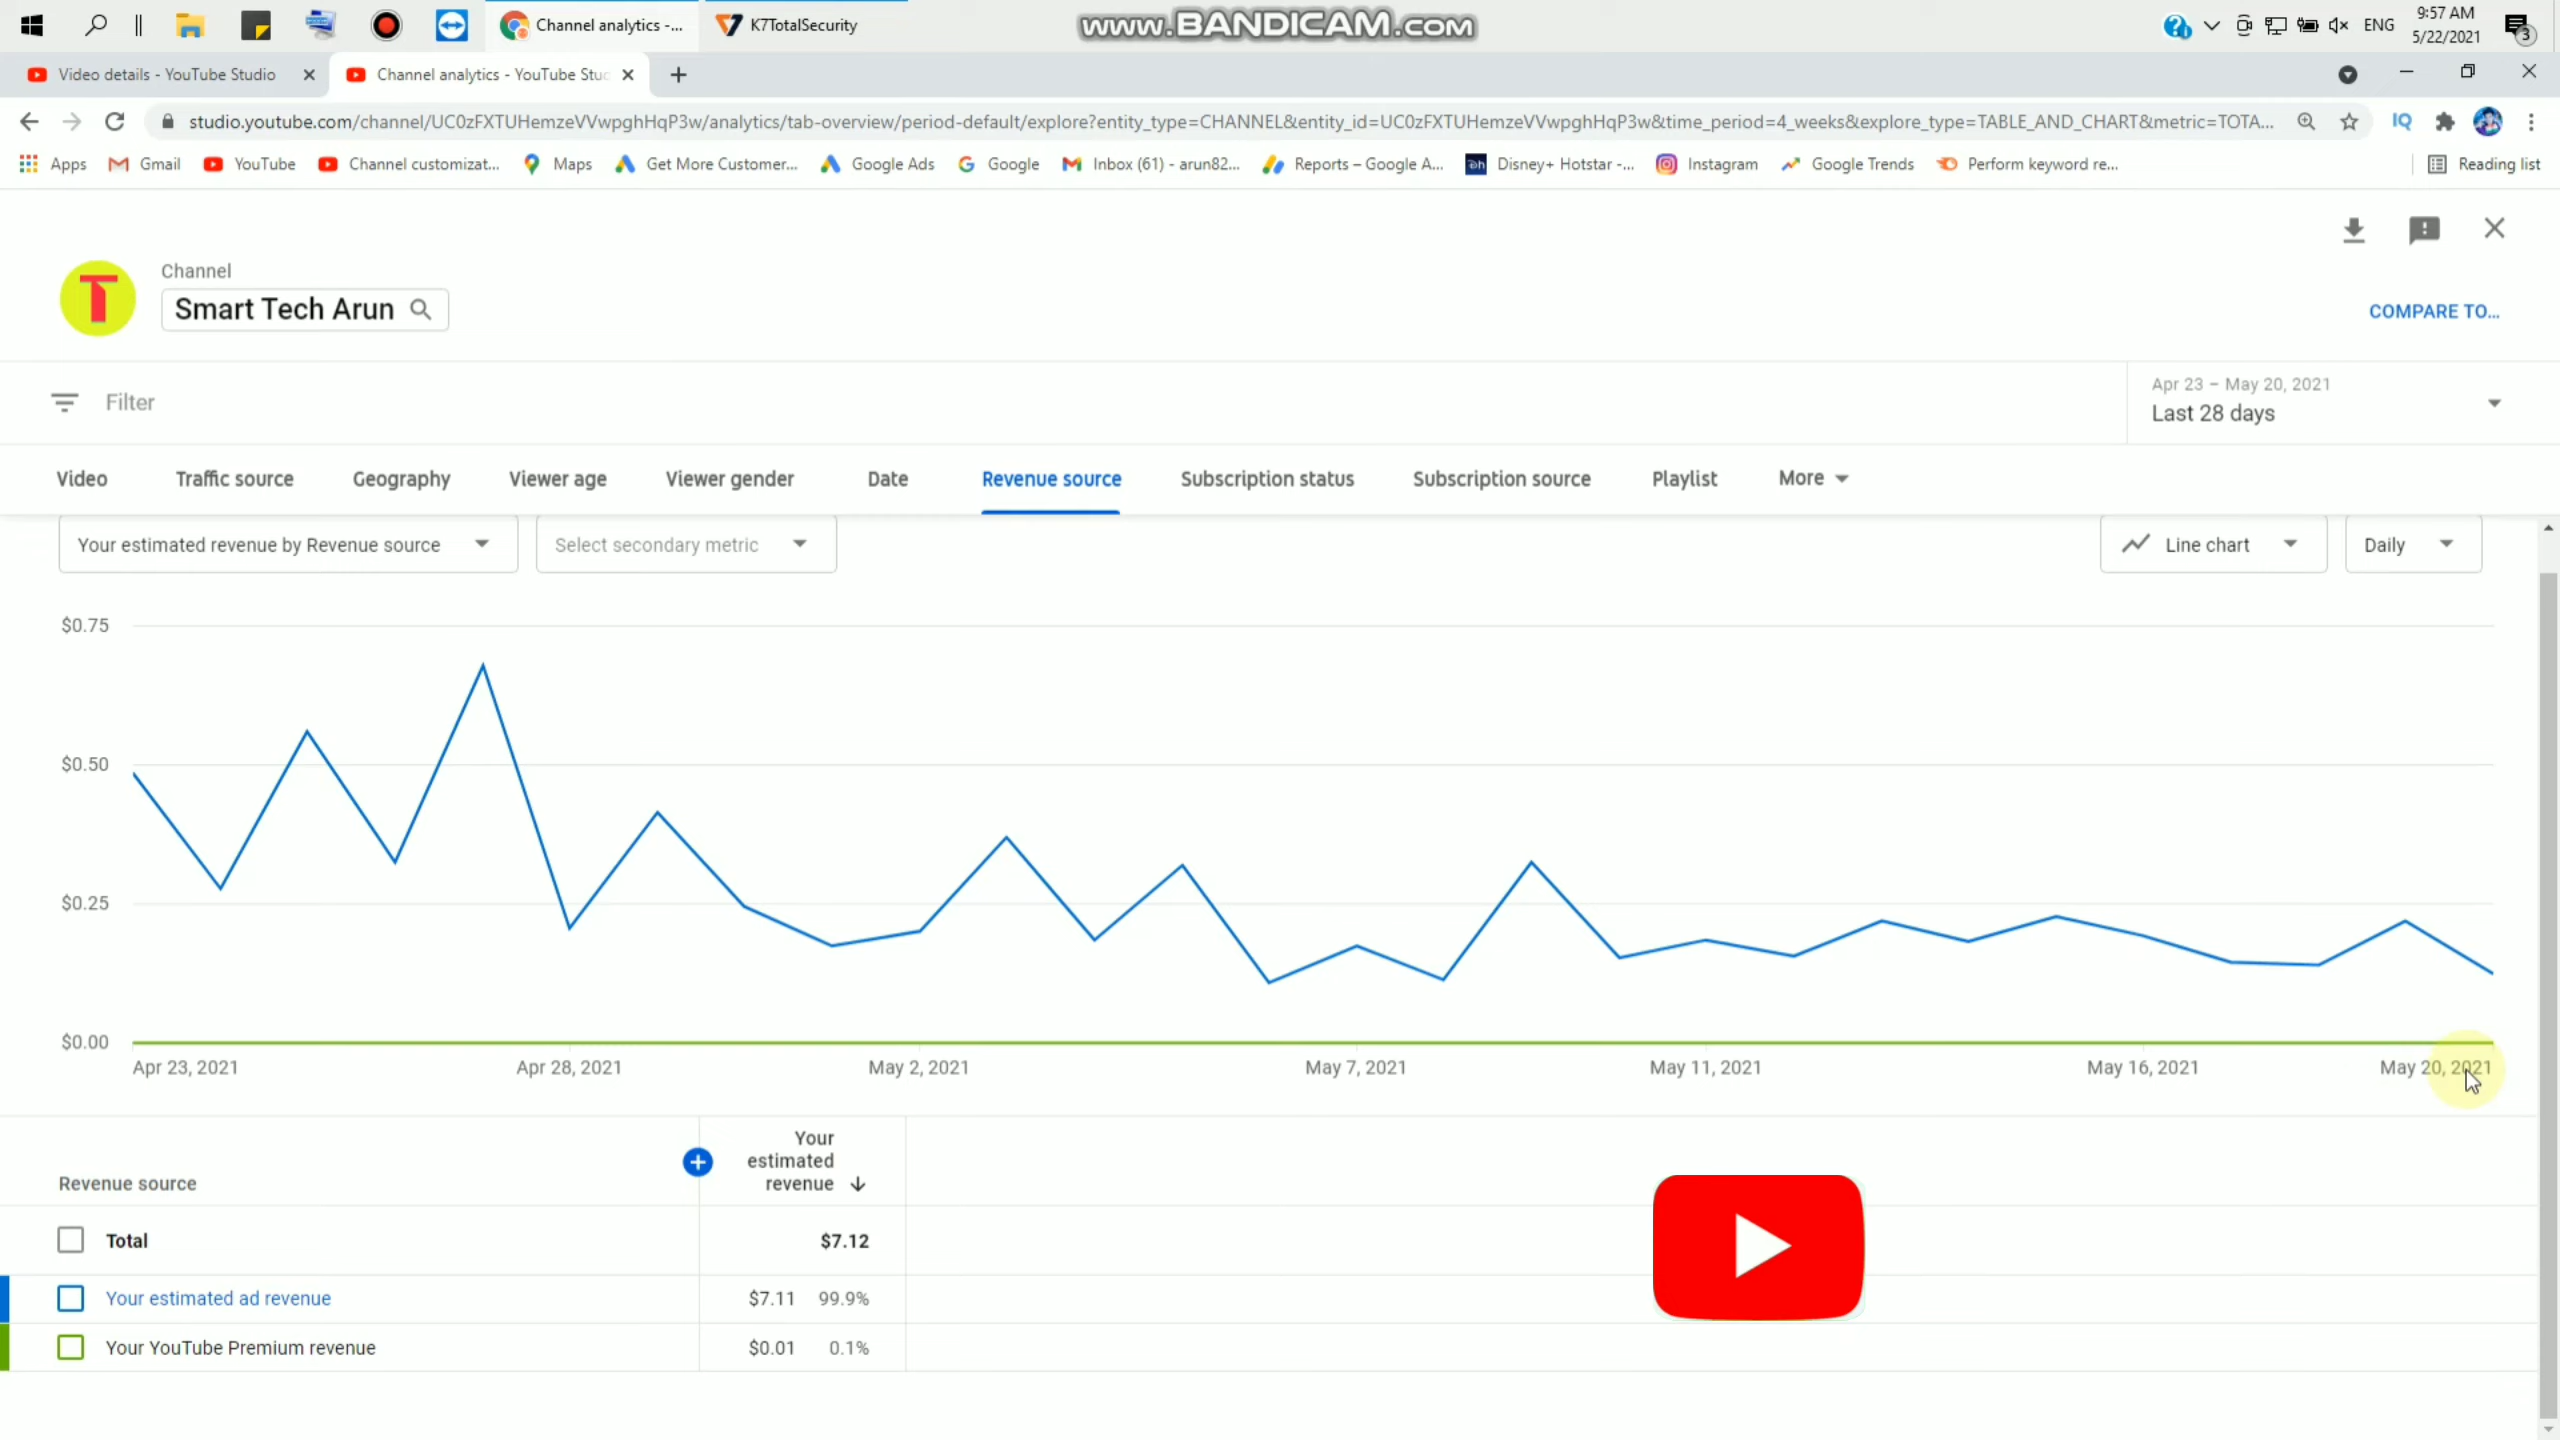 Channel analytics -...
K7TotalSecurity
www.BANDICAM.com
ENG
9:57 AM
5/22/2021
3
Video details - YouTube Studio
Channel analytics - YouTube Stu
studio.youtube.com/channel/UC0zFXTUHemzeVVwpghHqP3w/analytics/tab-overview/period-default/explore?entity_type=CHANNEL&entity_id=UC0zFXTUHemzeVVwpghHqP3w&time_period=4_weeks&explore_type=TABLE_AND_CHART&metric=TOTA...
IQ
Apps
Gmail
YouTube
Channel customizat...
Maps
Get More Customer...
Google Ads
Google
Inbox (61) - arun82...
Reports – Google A...
Disney+ Hotstar -...
Instagram
Google Trends
Perform keyword re...
Reading list
T
Channel
Smart Tech Arun
COMPARE TO...
Filter
Apr 23 – May 20, 2021
Last 28 days
Video
Traffic source
Geography
Viewer age
Viewer gender
Date
Revenue source
Subscription status
Subscription source
Playlist
More
Your estimated revenue by Revenue source
Select secondary metric
Line chart
Daily
$0.75
$0.50
$0.25
$0.00
Apr 23, 2021
Apr 28, 2021
May 2, 2021
May 7, 2021
May 11, 2021
May 16, 2021
May 20, 2021
Revenue source
Your
estimated
revenue
Total
$7.12
Your estimated ad revenue
$7.11 99.9%
Your YouTube Premium revenue
$0.01 0.1%